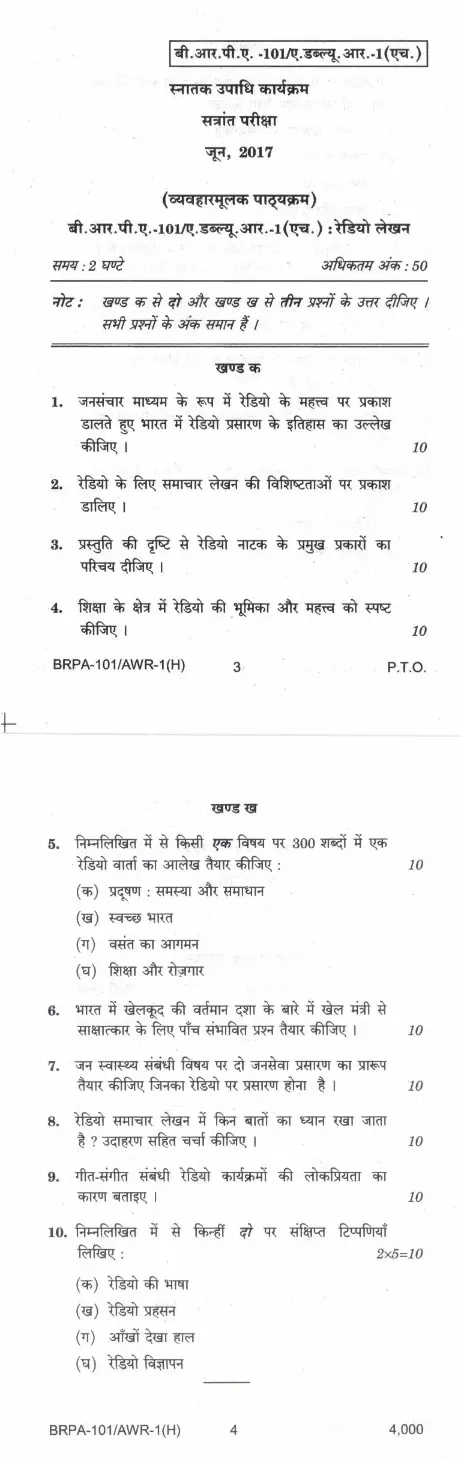 बी.आर.पी.ए. -101/ए.डब्ल्यू.आर.-1(एच.)
स्नातक उपाधि कार्यक्रम
सत्रांत परीक्षा
जून, 2017
(व्यवहारमूलक पाठ्यक्रम)
बी.आर.पी.ए.-101/ए.डब्ल्यू.आर.-1(एच.) : रेडियो लेखन
समय : 2 घण्टे अधिकतम अंक : 50
नोट : खण्ड क से दो और खण्ड ख से तीन प्रश्नों के उत्तर दीजिए ।
सभी प्रश्नों के अंक समान हैं ।
खण्ड क
1. जनसंचार माध्यम के रूप में रेडियो के महत्त्व पर प्रकाश
डालते हुए भारत में रेडियो प्रसारण के इतिहास का उल्लेख
कीजिए । 10
2. रेडियो के लिए समाचार लेखन की विशिष्टताओं पर प्रकाश
डालिए । 10
3. प्रस्तुति की दृष्टि से रेडियो नाटक के प्रमुख प्रकारों का
परिचय दीजिए । 10
4. शिक्षा के क्षेत्र में रेडियो की भूमिका और महत्त्व को स्पष्ट
कीजिए । 10
BRPA-101/AWR-1(H) 3 P.T.O.
खण्ड ख
5. निम्नलिखित में से किसी एक विषय पर 300 शब्दों में एक
रेडियो वार्ता का आलेख तैयार कीजिए : 10
(क) प्रदूषण : समस्या और समाधान
(ख) स्वच्छ भारत
(ग) वसंत का आगमन
(घ) शिक्षा और रोज़गार
6. भारत में खेलकूद की वर्तमान दशा के बारे में खेल मंत्री से
साक्षात्कार के लिए पाँच संभावित प्रश्न तैयार कीजिए । 10
7. जन स्वास्थ्य संबंधी विषय पर दो जनसेवा प्रसारण का प्रारूप
तैयार कीजिए जिनका रेडियो पर प्रसारण होना है । 10
8. रेडियो समाचार लेखन में किन बातों का ध्यान रखा जाता
है ? उदाहरण सहित चर्चा कीजिए । 10
9. गीत-संगीत संबंधी रेडियो कार्यक्रमों की लोकप्रियता का
कारण बताइए । 10
10. निम्नलिखित में से किन्हीं दो पर संक्षिप्त टिप्पणियाँ
लिखिए : 2×5=10
(क) रेडियो की भाषा
(ख) रेडियो प्रहसन
(ग) आँखों देखा हाल
(घ) रेडियो विज्ञापन
BRPA-101/AWR-1(H) 4 4,000